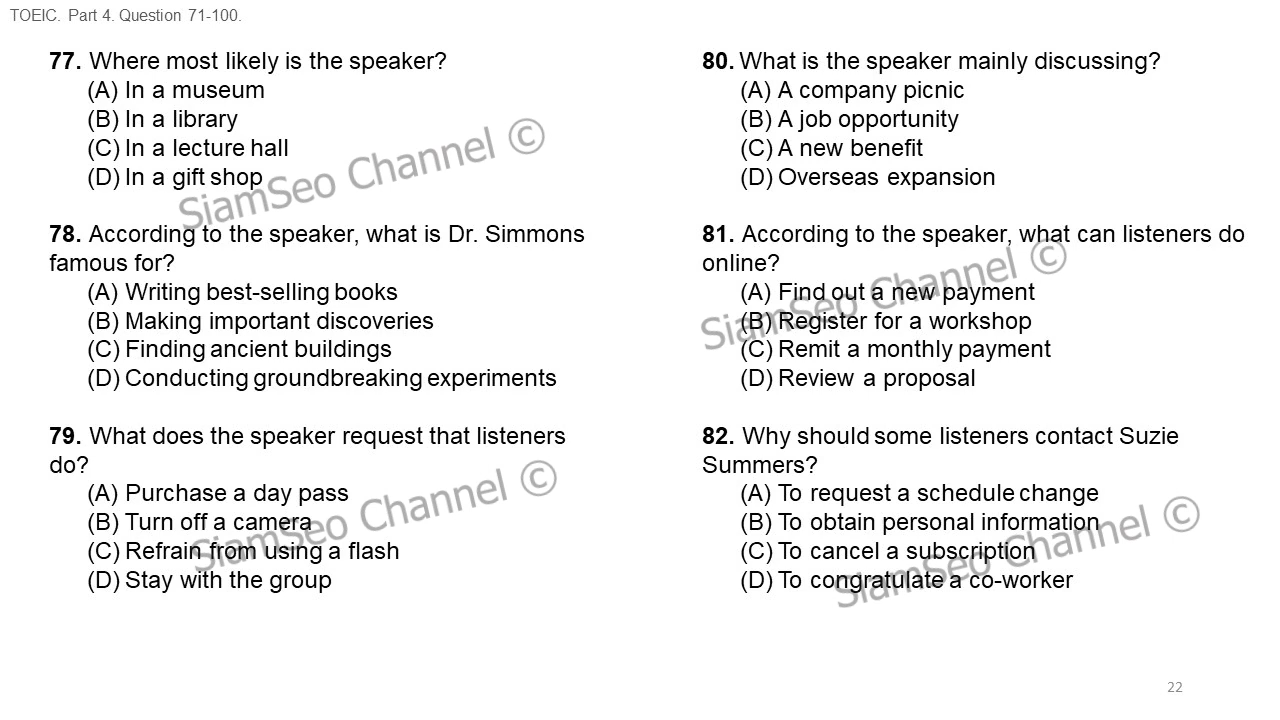 TOEIC. Part 4. Question 71-100.
77. Where most likely is the speaker?
(A) In a museum
(B) In a library
(C) In a lecture hall
(D) In a gift shop
SiamSeo Channel ©
78. According to the speaker, what is Dr. Simmons
famous for?
(A) Writing best-selling books
(B) Making important discoveries
(C) Finding ancient buildings
(D) Conducting groundbreaking experiments
79. What does the speaker request that listeners
do?
(A) Purchase a day pass
(B) Turn off a camera
(C) Refrain from using a flash
(D) Stay with the group
SiamSeo Channel ©
80. What is the speaker mainly discussing?
(A) A company picnic
(B) A job opportunity
(C) A new benefit
(D) Overseas expansion
81. According to the speaker, what can listeners do
online?
(A) Find out a new payment
(B) Register for a workshop
(C) Remit a monthly payment
(D) Review a proposal
SiamSeo Channel ©
82. Why should some listeners contact Suzie
Summers?
(A) To request a schedule change
(B) To obtain personal information
(C) To cancel a subscription
(D) To congratulate a co-worker
SiamSeo Channel ©
22